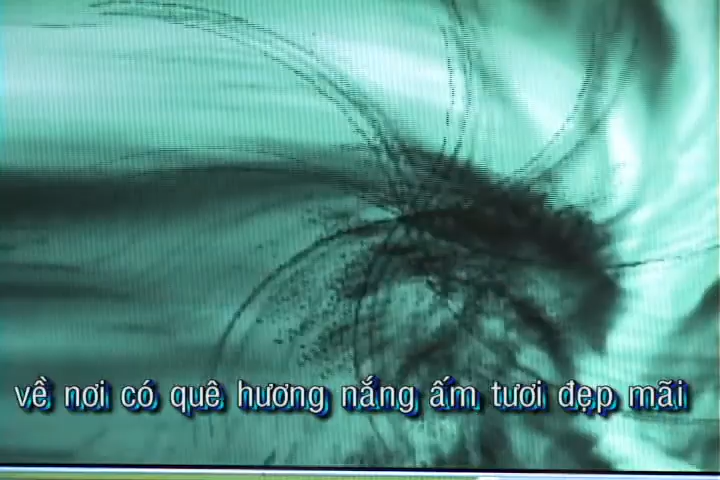 về nơi có quê hương nắng ấm tươi đẹp mãi